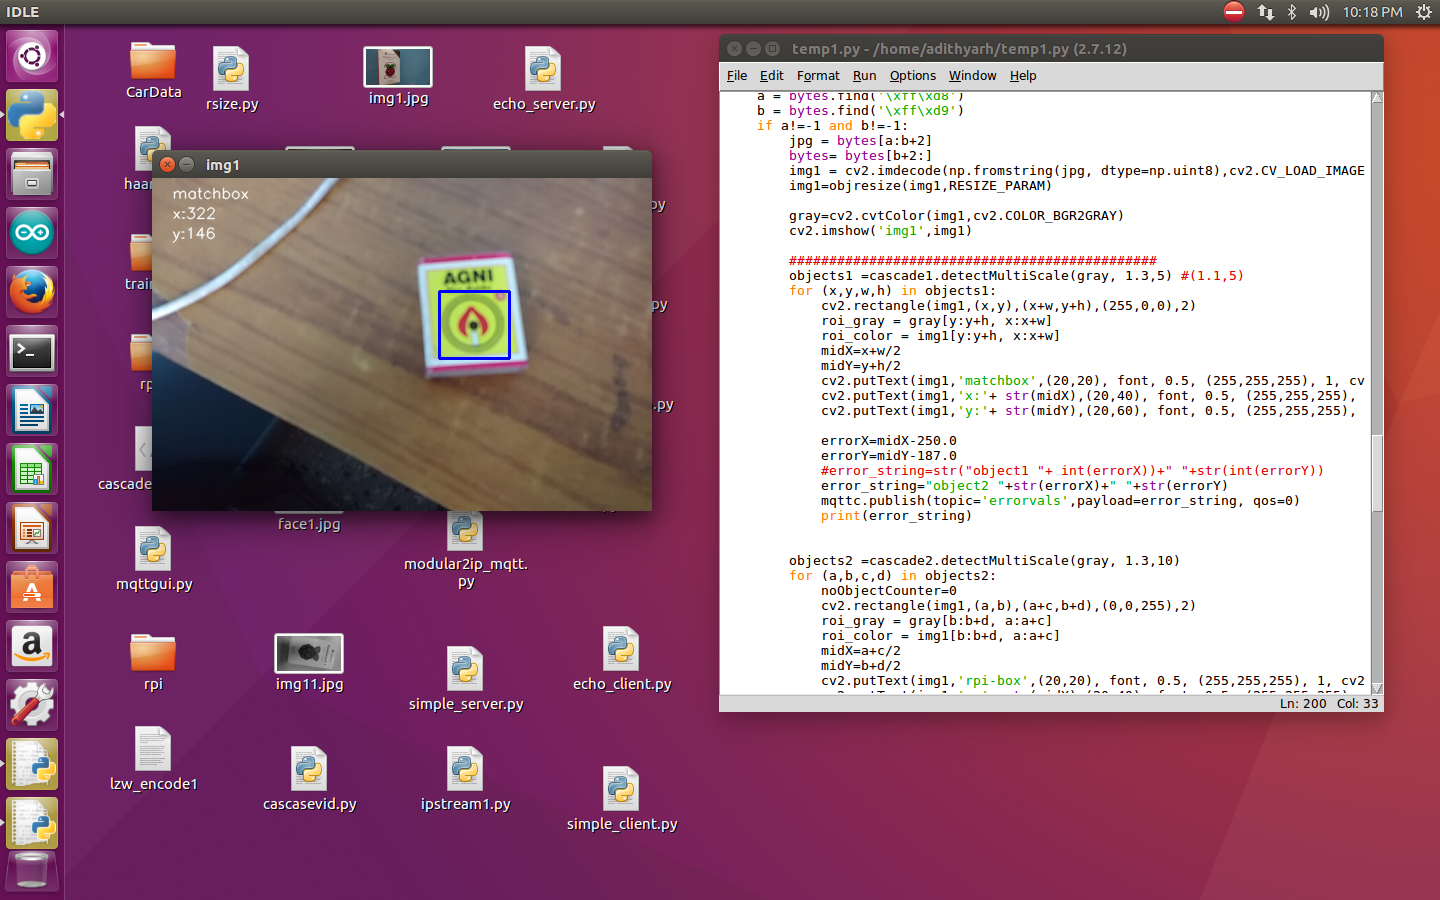 IDLE
10:18 PM
CarData
rsize.py
img1.jpg
echo_server.py
haar
train
rp
cascade
py
py
.py
face1.jpg
mqttgui.py
modular2ip_mqtt.
py
rpi
img11.jpg
simple_server.py
echo_client.py
lzw_encode1
cascasevid.py
ipstream1.py
simple_client.py
img1
matchbox
x:322
y:146
AGNI
temp1.py - /home/adithyarh/temp1.py (2.7.12)
File Edit Format Run Options Window Help
a = bytes.find('\xff\xd8')
b = bytes.find('\xff\xd9')
if a!=-1 and b!=-1:
jpg = bytes[a:b+2]
bytes= bytes[b+2:]
img1 = cv2.imdecode(np.fromstring(jpg, dtype=np.uint8),cv2.CV_LOAD_IMAGE
img1=objresize(img1,RESIZE_PARAM)
gray=cv2.cvtColor(img1,cv2.COLOR_BGR2GRAY)
cv2.imshow('img1',img1)
##############################################
objects1 =cascade1.detectMultiScale(gray, 1.3,5) #(1.1,5)
for (x,y,w,h) in objects1:
cv2.rectangle(img1,(x,y),(x+w,y+h),(255,0,0),2)
roi_gray = gray[y:y+h, x:x+w]
roi_color = img1[y:y+h, x:x+w]
midX=x+w/2
midY=y+h/2
cv2.putText(img1,'matchbox',(20,20), font, 0.5, (255,255,255), 1, cv
cv2.putText(img1,'x:'+ str(midX),(20,40), font, 0.5, (255,255,255),
cv2.putText(img1,'y:'+ str(midY),(20,60), font, 0.5, (255,255,255),
errorX=midX-250.0
errorY=midY-187.0
#error_string=str("object1 "+ int(errorX))+" "+str(int(errorY))
error_string="object2 "+str(errorX)+" "+str(errorY)
mqttc.publish(topic='errorvals',payload=error_string, qos=0)
print(error_string)
objects2 =cascade2.detectMultiScale(gray, 1.3,10)
for (a,b,c,d) in objects2:
noObjectCounter=0
cv2.rectangle(img1,(a,b),(a+c,b+d),(0,0,255),2)
roi_gray = gray[b:b+d, a:a+c]
roi_color = img1[b:b+d, a:a+c]
midX=a+c/2
midY=b+d/2
cv2.putText(img1,'rpi-box',(20,20), font, 0.5, (255,255,255), 1, cv2
Ln: 200 Col: 33